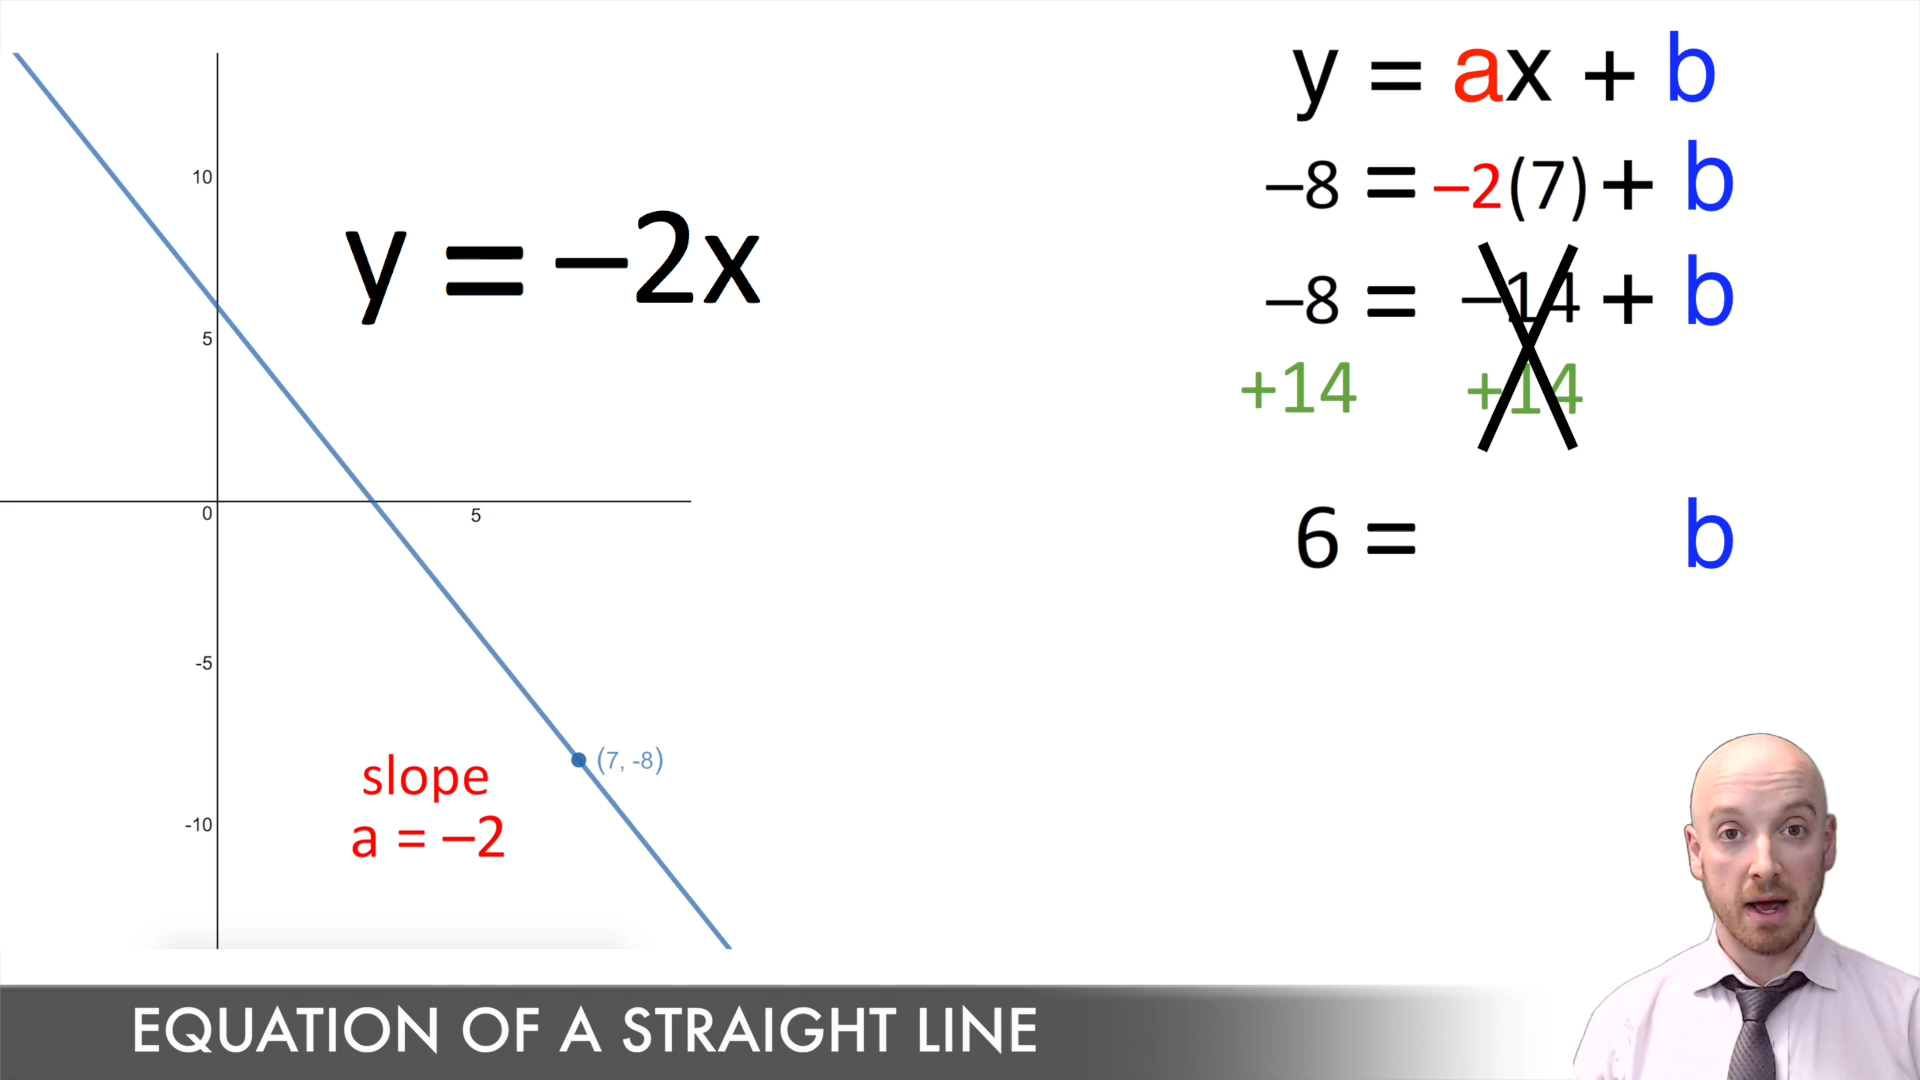 y = ax + b
−8 = −2(7) + b
−8 = −14 + b
+14 +14
6 = b
y = −2x
10
5
0
5
-5
-10
(7, -8)
slope
a = −2
EQUATION OF A STRAIGHT LINE